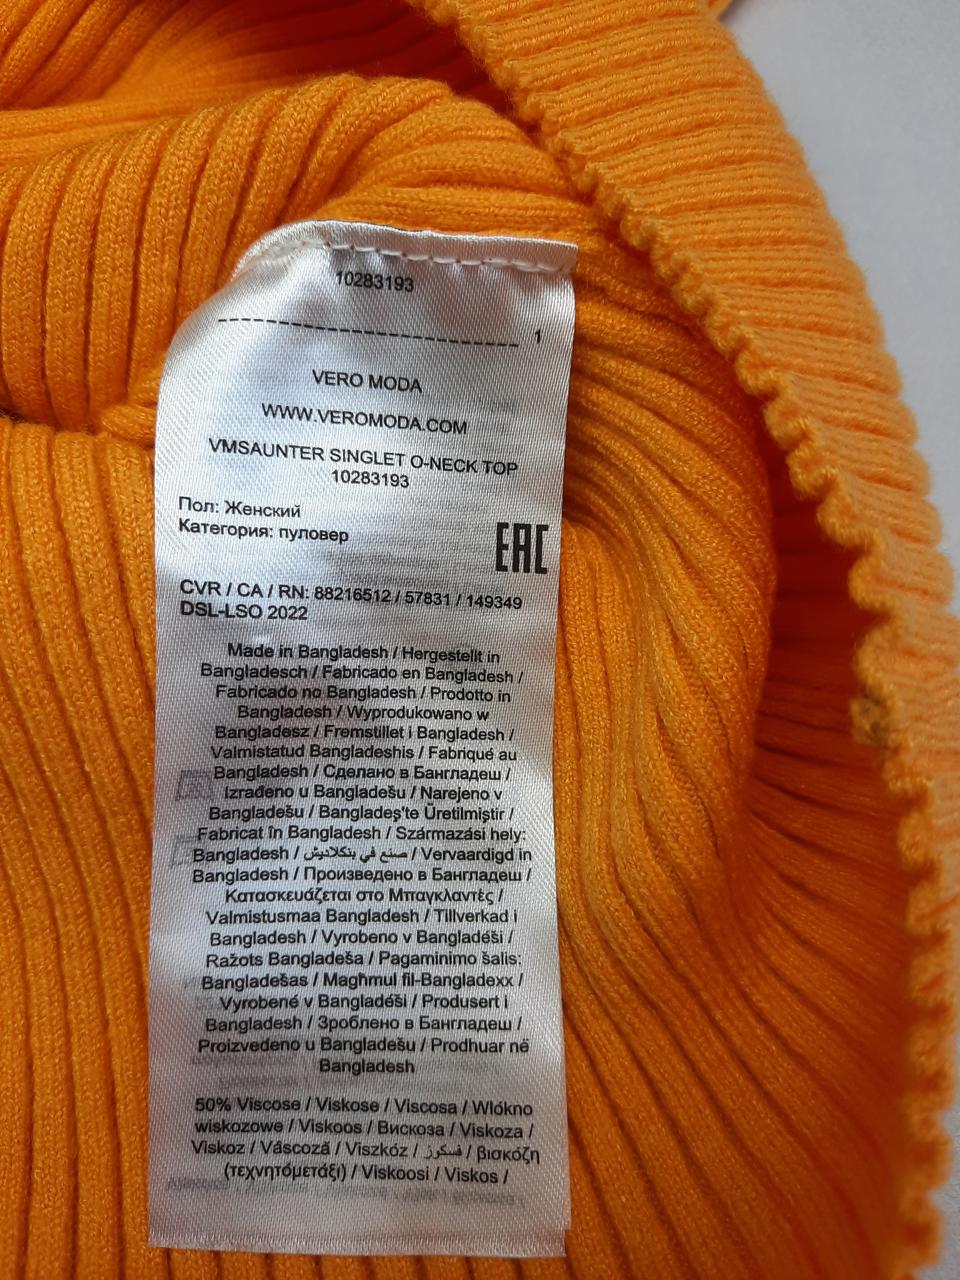 10283193
1
VERO MODA
WWW.VEROMODA.COM
VMSAUNTER SINGLET O-NECK TOP
10283193
Пол: Женский
Категория: пуловер
EAC
CVR / CA / RN: 88216512 / 57831 / 149349
DSL-LSO 2022
Made in Bangladesh / Hergestellt in
Bangladesch / Fabricado en Bangladesh /
Fabricado no Bangladesh / Prodotto in
Bangladesh / Wyprodukowano w
Bangladesz / Fremstillet i Bangladesh /
Valmistatud Bangladeshis / Fabriqué au
Bangladesh / Сделано в Бангладеш /
Izrađeno u Bangladešu / Narejeno v
Bangladešu / Bangladeş'te Üretilmiştir /
Fabricat în Bangladesh / Származási hely:
Bangladesh / صنع في بنكلاديش / Vervaardigd in
Bangladesh / Произведено в Бангладеш /
Κατασκευάζεται στο Μπαγκλαντές /
Valmistusmaa Bangladesh / Tillverkad i
Bangladesh / Vyrobeno v Bangladéši /
Ražots Bangladeša / Pagaminimo šalis:
Bangladešas / Magħmul fil-Bangladexx /
Vyrobené v Bangladéši / Produsert i
Bangladesh / Зроблено в Бангладеш /
Proizvedeno u Bangladešu / Prodhuar në
Bangladesh
50% Viscose / Viskose / Viscosa / Wlókno
wiskozowe / Viskoos / Вискоза / Viskoza /
Viskoz / Vâscoză / Viszkóz / فسكوز / βισκόζη
(τεχνητόμετάξι) / Viskoosi / Viskos /